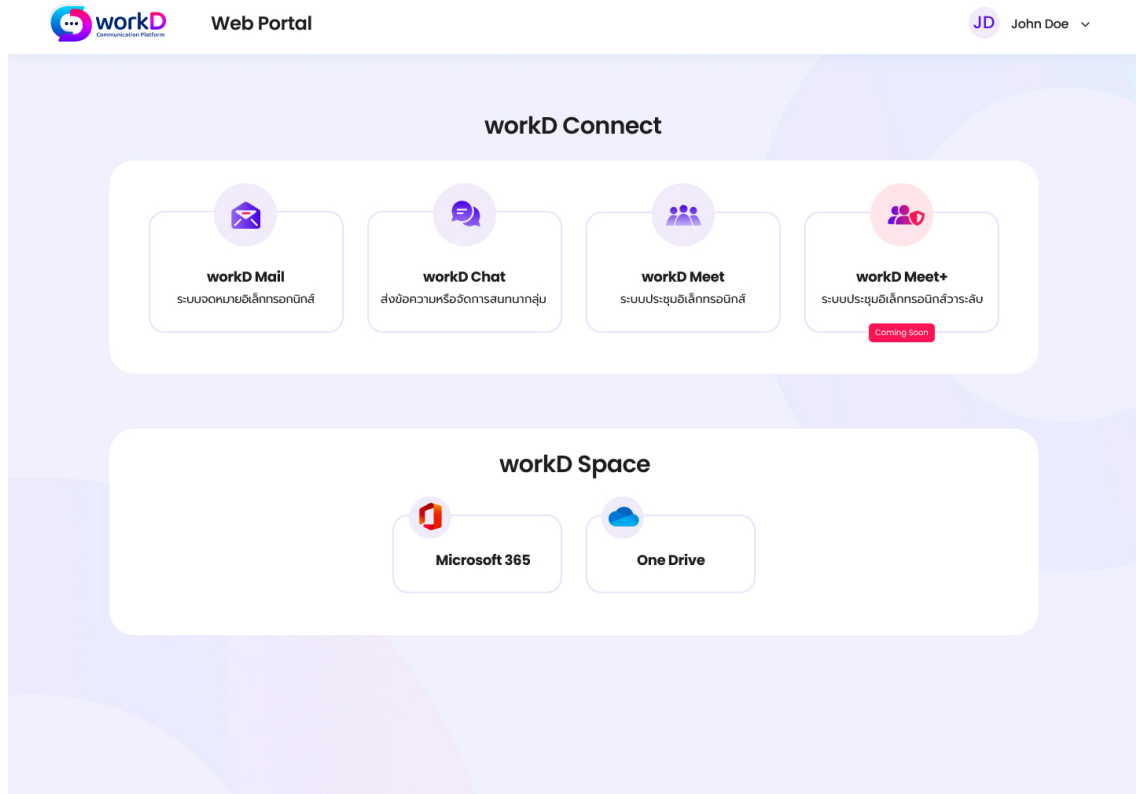 workD
Communication Platform
Web Portal
JD
John Doe
workD Connect
workD Mail
ระบบจดหมายอิเล็กทรอกนิกส์
workD Chat
ส่งข้อความหรือจัดการสนทนากลุ่ม
workD Meet
ระบบประชุมอิเล็กทรอนิกส์
workD Meet+
ระบบประชุมอิเล็กทรอนิกส์วาระลับ
Coming Soon
workD Space
Microsoft 365
One Drive